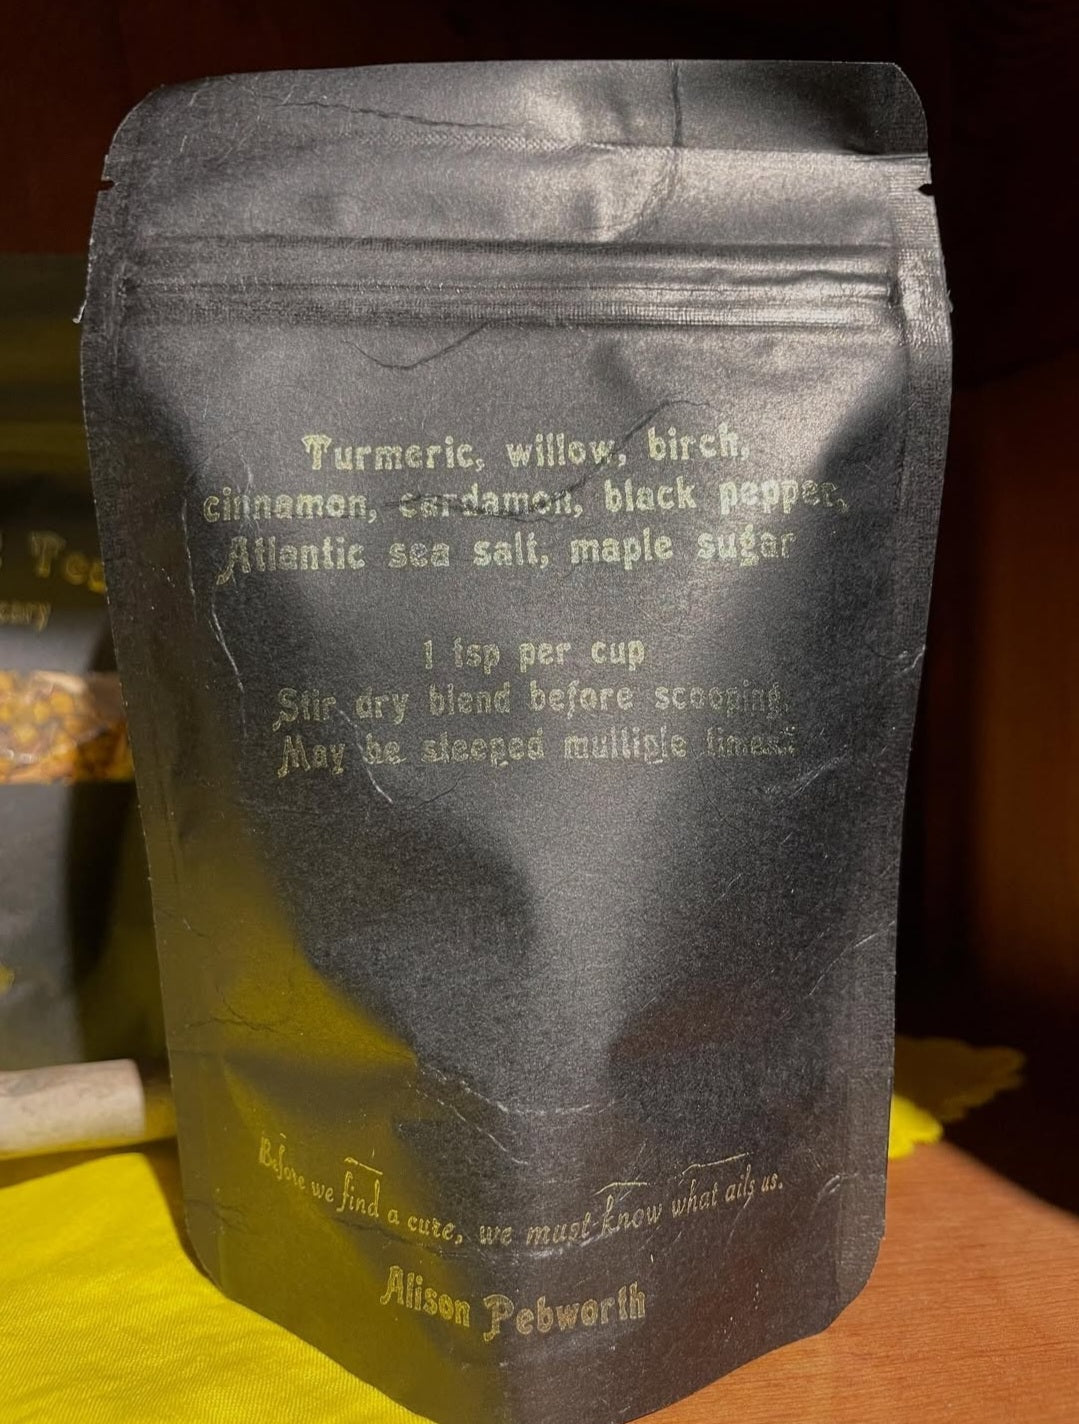 Turmeric, willow, birch,
cinnamon, cardamon, black pepper,
Atlantic sea salt, maple sugar
1 tsp per cup
Stir dry blend before scooping.
May be steeped multiple times.
Before we find a cure, we must know what ails us.
Alison Pebworth